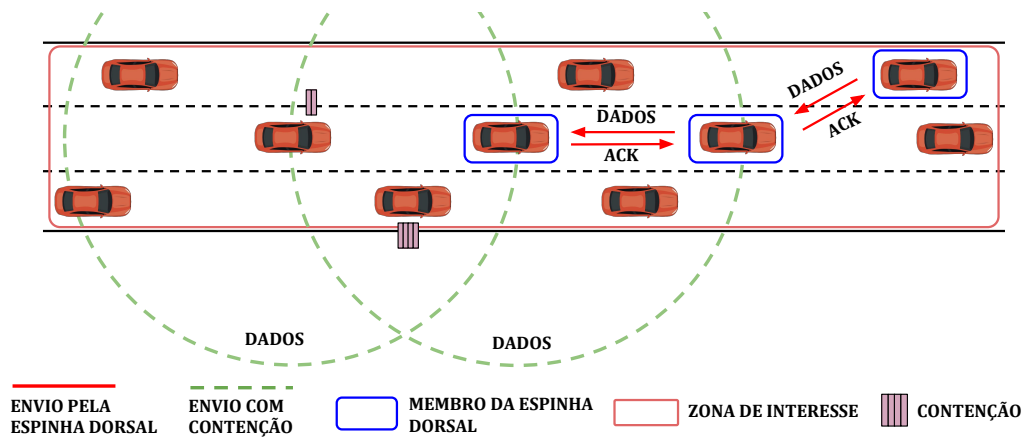 DADOS
ACK
DADOS
ACK
DADOS
DADOS
ENVIO PELA
ESPINHA DORSAL
ENVIO COM
CONTENÇÃO
MEMBRO DA ESPINHA
DORSAL
ZONA DE INTERESSE
CONTENÇÃO